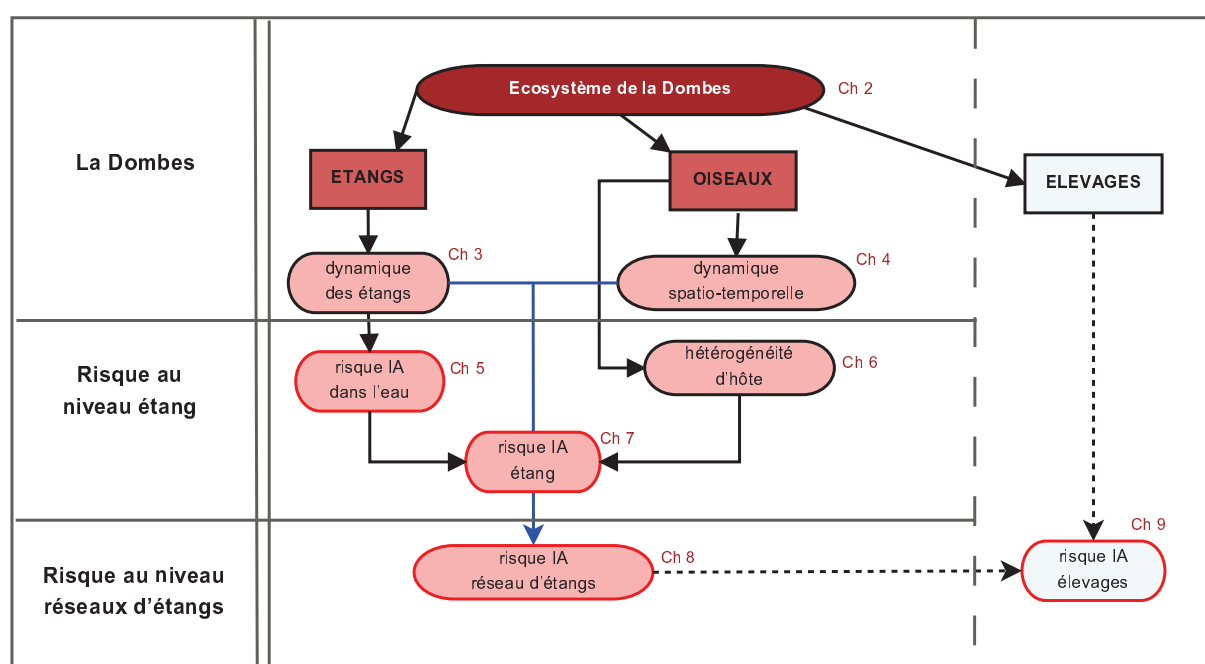 Ecosystème de la Dombes
Ch 2
La Dombes
ETANGS
OISEAUX
ELEVAGES
dynamique
des étangs
Ch 3
dynamique
spatio-temporelle
Ch 4
Risque au
niveau étang
risque IA
dans l'eau
Ch 5
hétérogénéité
d'hôte
Ch 6
risque IA
étang
Ch 7
Risque au niveau
réseaux d'étangs
risque IA
réseau d'étangs
Ch 8
Ch 9
risque IA
élevages